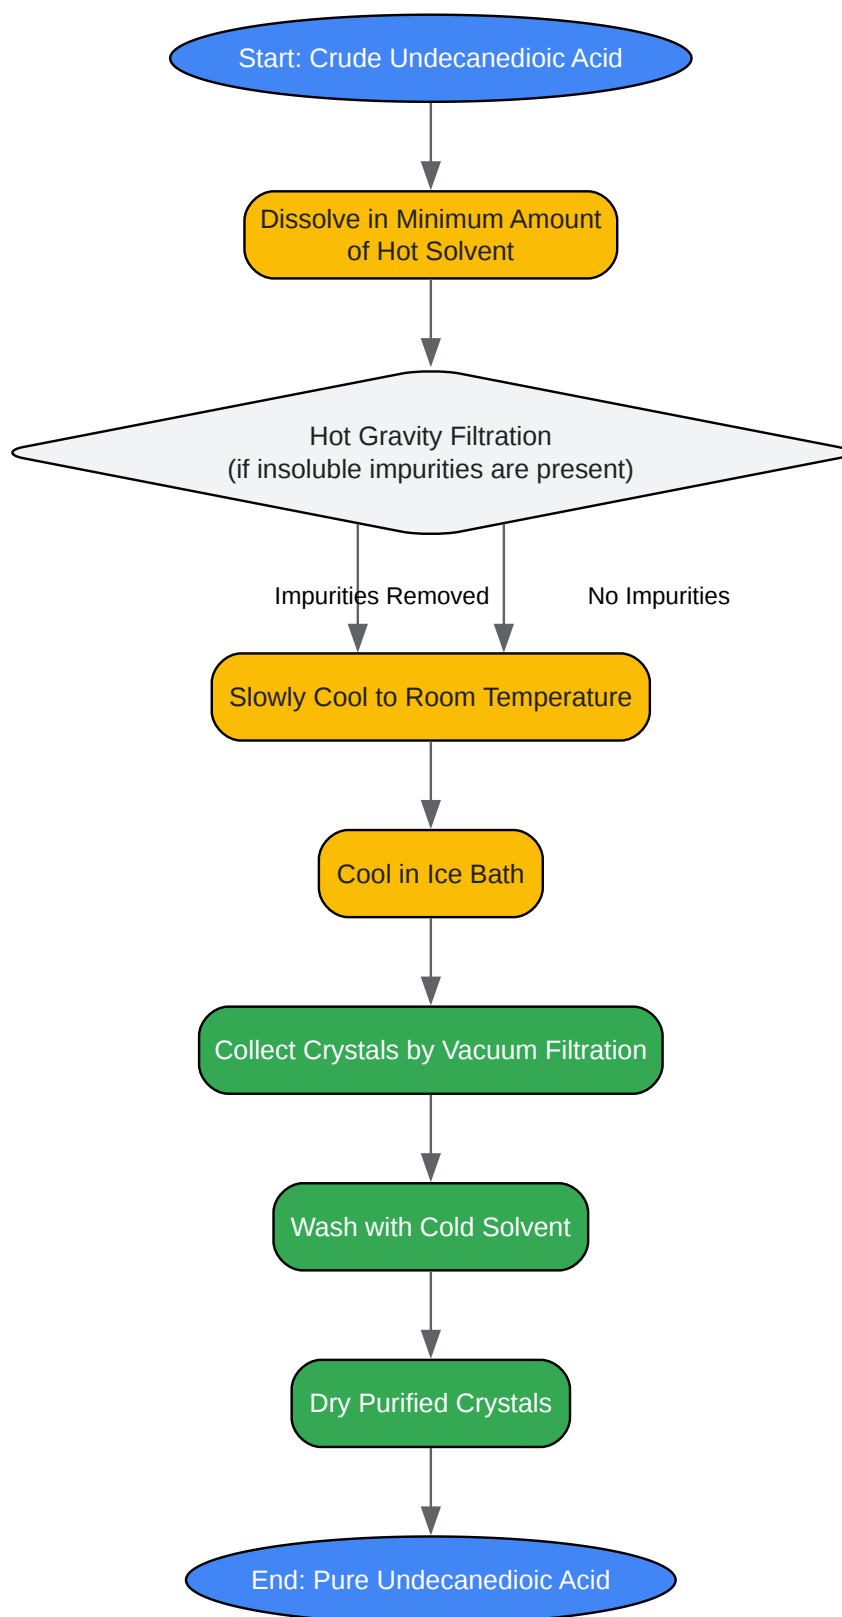 Start: Crude Undecanedioic Acid
Dissolve in Minimum Amount
of Hot Solvent
Hot Gravity Filtration
(if insoluble impurities are present)
Impurities Removed
No Impurities
Slowly Cool to Room Temperature
Cool in Ice Bath
Collect Crystals by Vacuum Filtration
Wash with Cold Solvent
Dry Purified Crystals
End: Pure Undecanedioic Acid